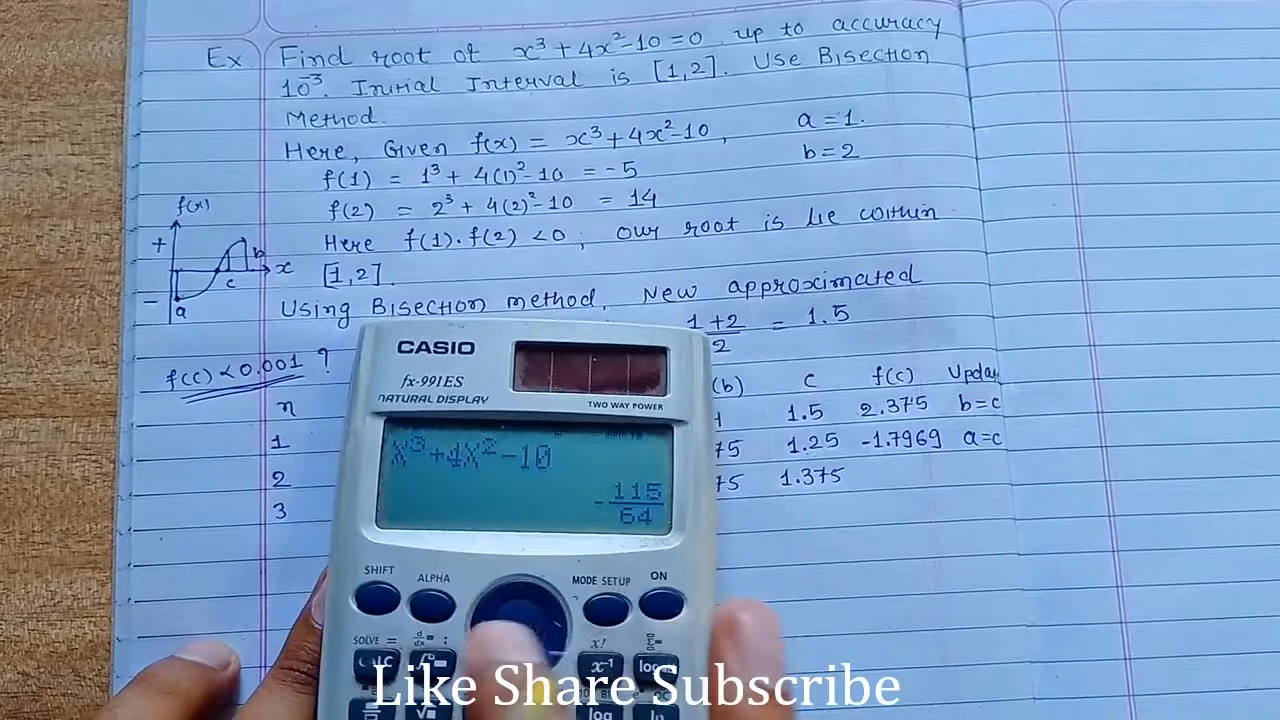 Ex Find root of x³ + 4x² - 10 = 0 up to accuracy
10⁻³. Initial Interval is [1,2]. Use Bisection
Method.
Here, Given f(x) = x³ + 4x² - 10, a = 1.
f(1) = 1³ + 4(1)² - 10 = -5 b = 2
f(2) = 2³ + 4(2)² - 10 = 14
Here f(1).f(2) < 0, our root is lie within
[1,2].
f(x)
+
b
x
c
-
a
Using Bisection method, New approximated
1+2/2 = 1.5
f(c) < 0.001 ?
n (b) c f(c)
1 1.5 2.375 b=c
1 75 1.25 -1.7969 a=c
2 75 1.375
3
CASIO
fx-991ES
NATURAL DISPLAY
TWO WAY POWER
X³+4X²-10
-115/64
SHIFT ALPHA MODE SETUP ON
SOLVE = d/dx : x! Σ=
CALC x⁻¹
log ln
Like Share Subscribe